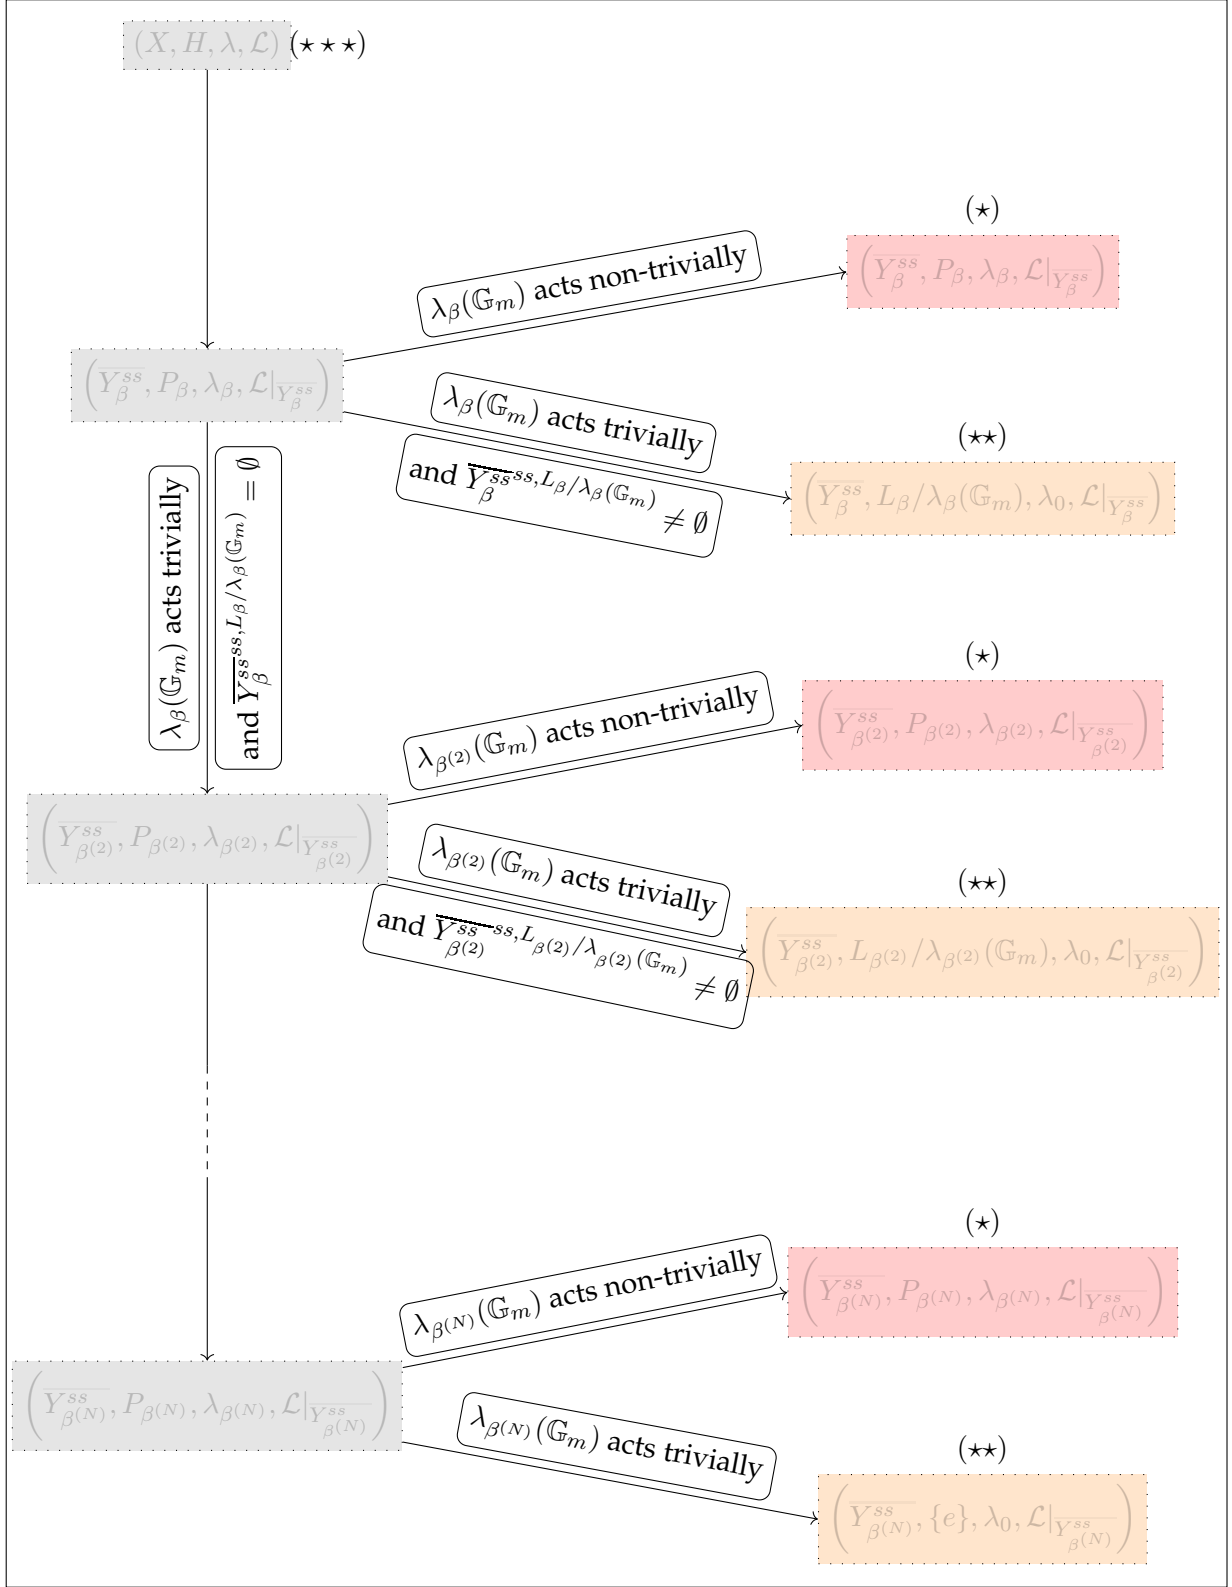 (X, H, λ, ℒ) (⋆ ⋆ ⋆)
(⋆)
λ_β(𝔾_m) acts non-trivially
(\overline{Y_β^{ss}}, P_β, λ_β, ℒ|_{\overline{Y_β^{ss}}})
(\overline{Y_β^{ss}}, P_β, λ_β, ℒ|_{\overline{Y_β^{ss}}})
λ_β(𝔾_m) acts trivially
and \overline{Y_β^{ss}}^{ss, L_β/λ_β(𝔾_m)} ≠ ∅
(⋆⋆)
(\overline{Y_β^{ss}}, L_β/λ_β(𝔾_m), λ_0, ℒ|_{\overline{Y_β^{ss}}})
λ_β(𝔾_m) acts trivially
and \overline{Y_β^{ss}}^{ss, L_β/λ_β(𝔾_m)} = ∅
(⋆)
λ_{β^{(2)}}(𝔾_m) acts non-trivially
(\overline{Y_{β^{(2)}}^{ss}}, P_{β^{(2)}}, λ_{β^{(2)}}, ℒ|_{\overline{Y_{β^{(2)}}^{ss}}})
(\overline{Y_{β^{(2)}}^{ss}}, P_{β^{(2)}}, λ_{β^{(2)}}, ℒ|_{\overline{Y_{β^{(2)}}^{ss}}})
λ_{β^{(2)}}(𝔾_m) acts trivially
and \overline{Y_{β^{(2)}}^{ss}}^{ss, L_{β^{(2)}}/λ_{β^{(2)}}(𝔾_m)} ≠ ∅
(⋆⋆)
(\overline{Y_{β^{(2)}}^{ss}}, L_{β^{(2)}}/λ_{β^{(2)}}(𝔾_m), λ_0, ℒ|_{\overline{Y_{β^{(2)}}^{ss}}})
(⋆)
λ_{β^{(N)}}(𝔾_m) acts non-trivially
(\overline{Y_{β^{(N)}}^{ss}}, P_{β^{(N)}}, λ_{β^{(N)}}, ℒ|_{\overline{Y_{β^{(N)}}^{ss}}})
(\overline{Y_{β^{(N)}}^{ss}}, P_{β^{(N)}}, λ_{β^{(N)}}, ℒ|_{\overline{Y_{β^{(N)}}^{ss}}})
λ_{β^{(N)}}(𝔾_m) acts trivially
(⋆⋆)
(\overline{Y_{β^{(N)}}^{ss}}, {e}, λ_0, ℒ|_{\overline{Y_{β^{(N)}}^{ss}}})